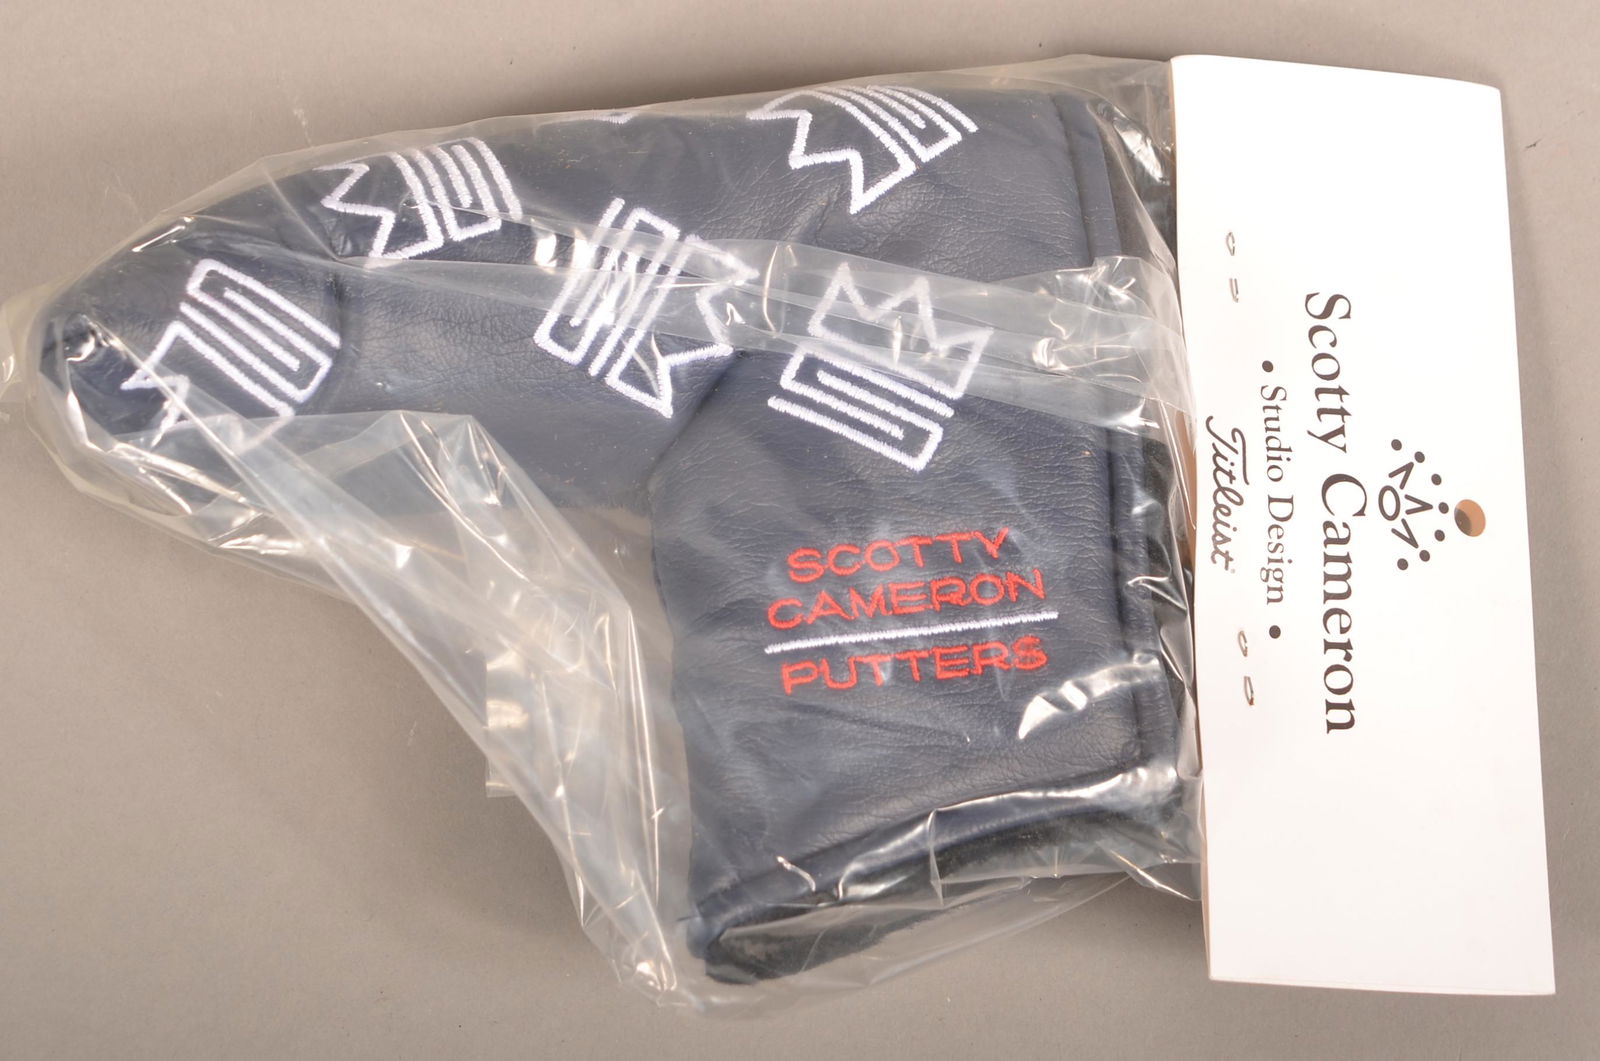 SCOTTY
CAMERON
PUTTERS
Scotty Cameron
• Studio Design •
Titleist